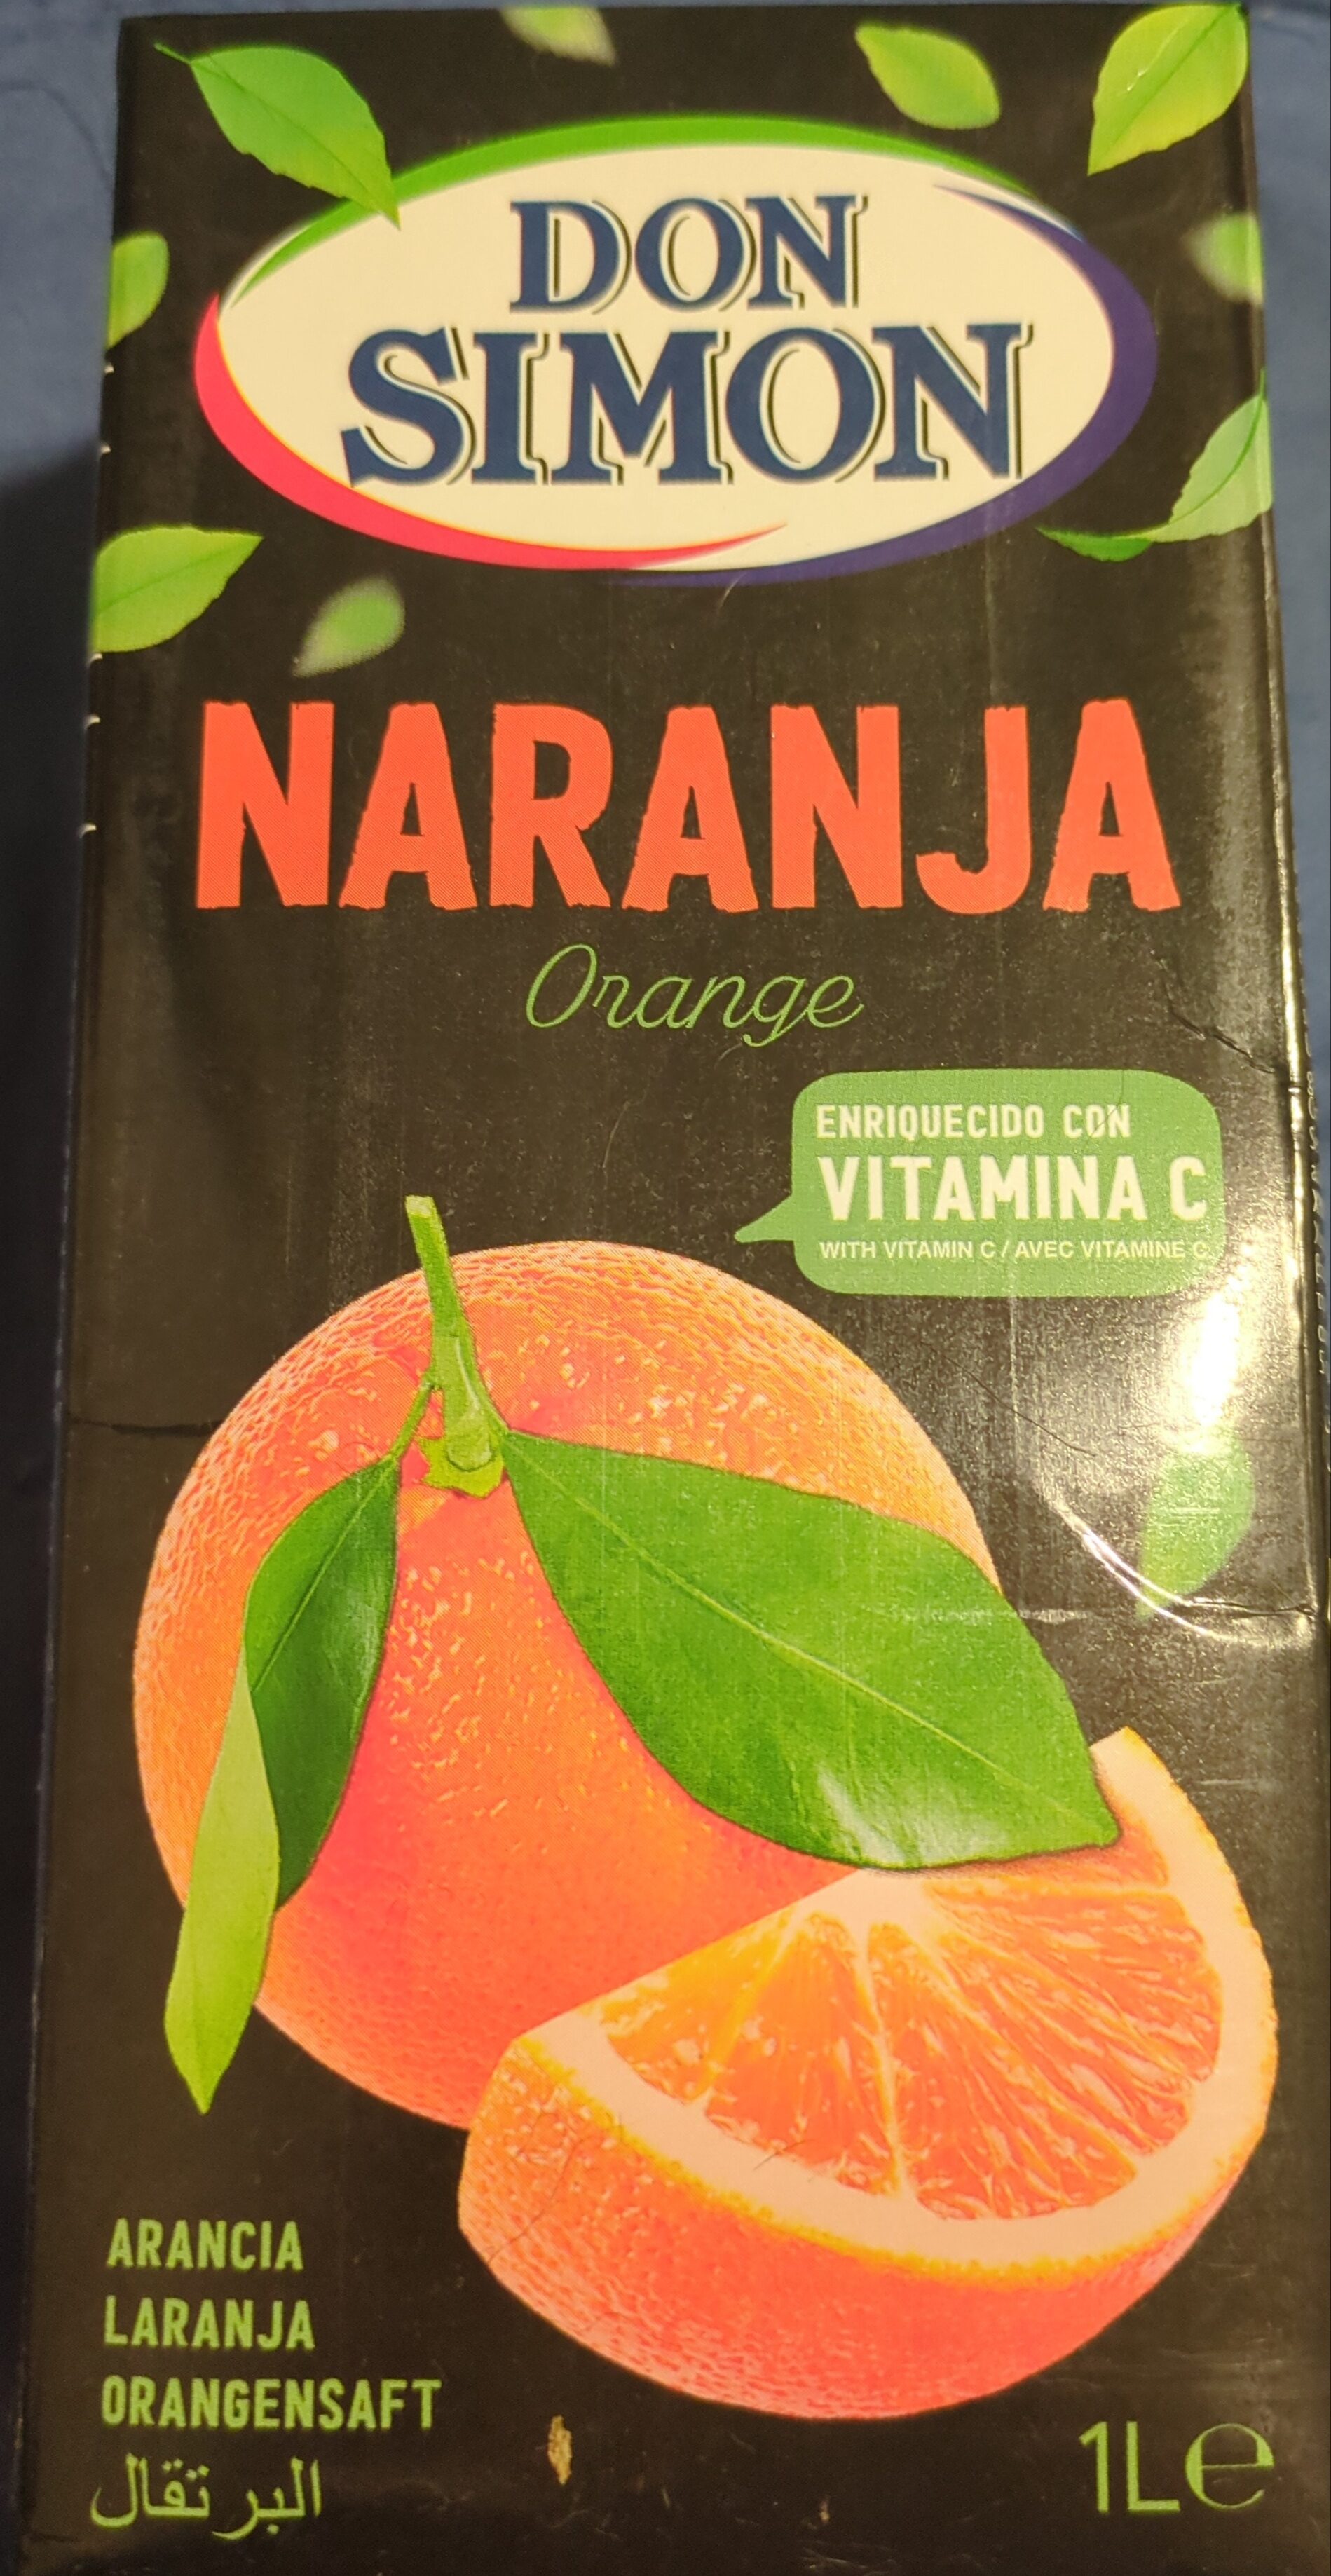 DON
SIMON
NARANJA
Orange
ENRIQUECIDO CON
VITAMINA C
WITH VITAMIN C / AVEC VITAMINE C
ARANCIA
LARANJA
ORANGENSAFT
البرتقال
1L℮